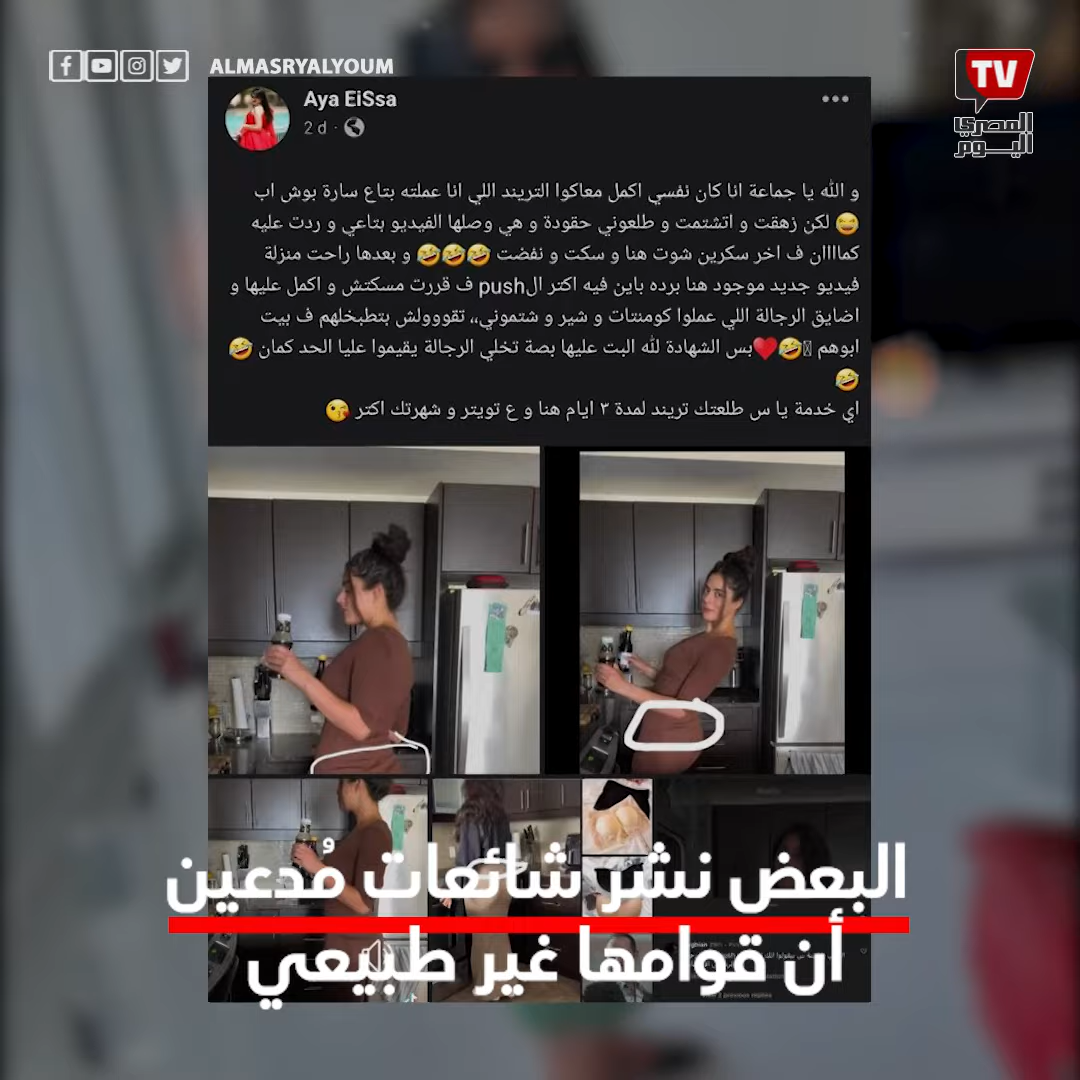 ALMASRYALYOUM
TV
المصري
اليوم
Aya EiSsa
2 d
و الله يا جماعة انا كان نفسي اكمل معاكوا التريند اللي انا عملته بتاع سارة بوش اب
😂 لكن زهقت و اتشتمت و طلعوني حقودة و هي وصلها الفيديو بتاعي و ردت عليه
كماااان ف اخر سكرين شوت هنا و سكت و نفضت 🤣🤣🤣 و بعدها راحت منزلة
فيديو جديد موجود هنا برده باين فيه اكتر الpush ف قررت مسكتش و اكمل عليها و
اضايق الرجالة اللي عملوا كومنتات و شير و شتموني،، تقوولش بتطبخلهم ف بيت
ابوهم 🤣♥️بس الشهادة لله البت عليها بصة تخلي الرجالة يقيموا عليا الحد كمان 🤣
🤣
اي خدمة يا س طلعتك تريند لمدة ٣ ايام هنا و ع تويتر و شهرتك اكتر 😘
البعض نشر شائعات مُدعين
أن قوامها غير طبيعي